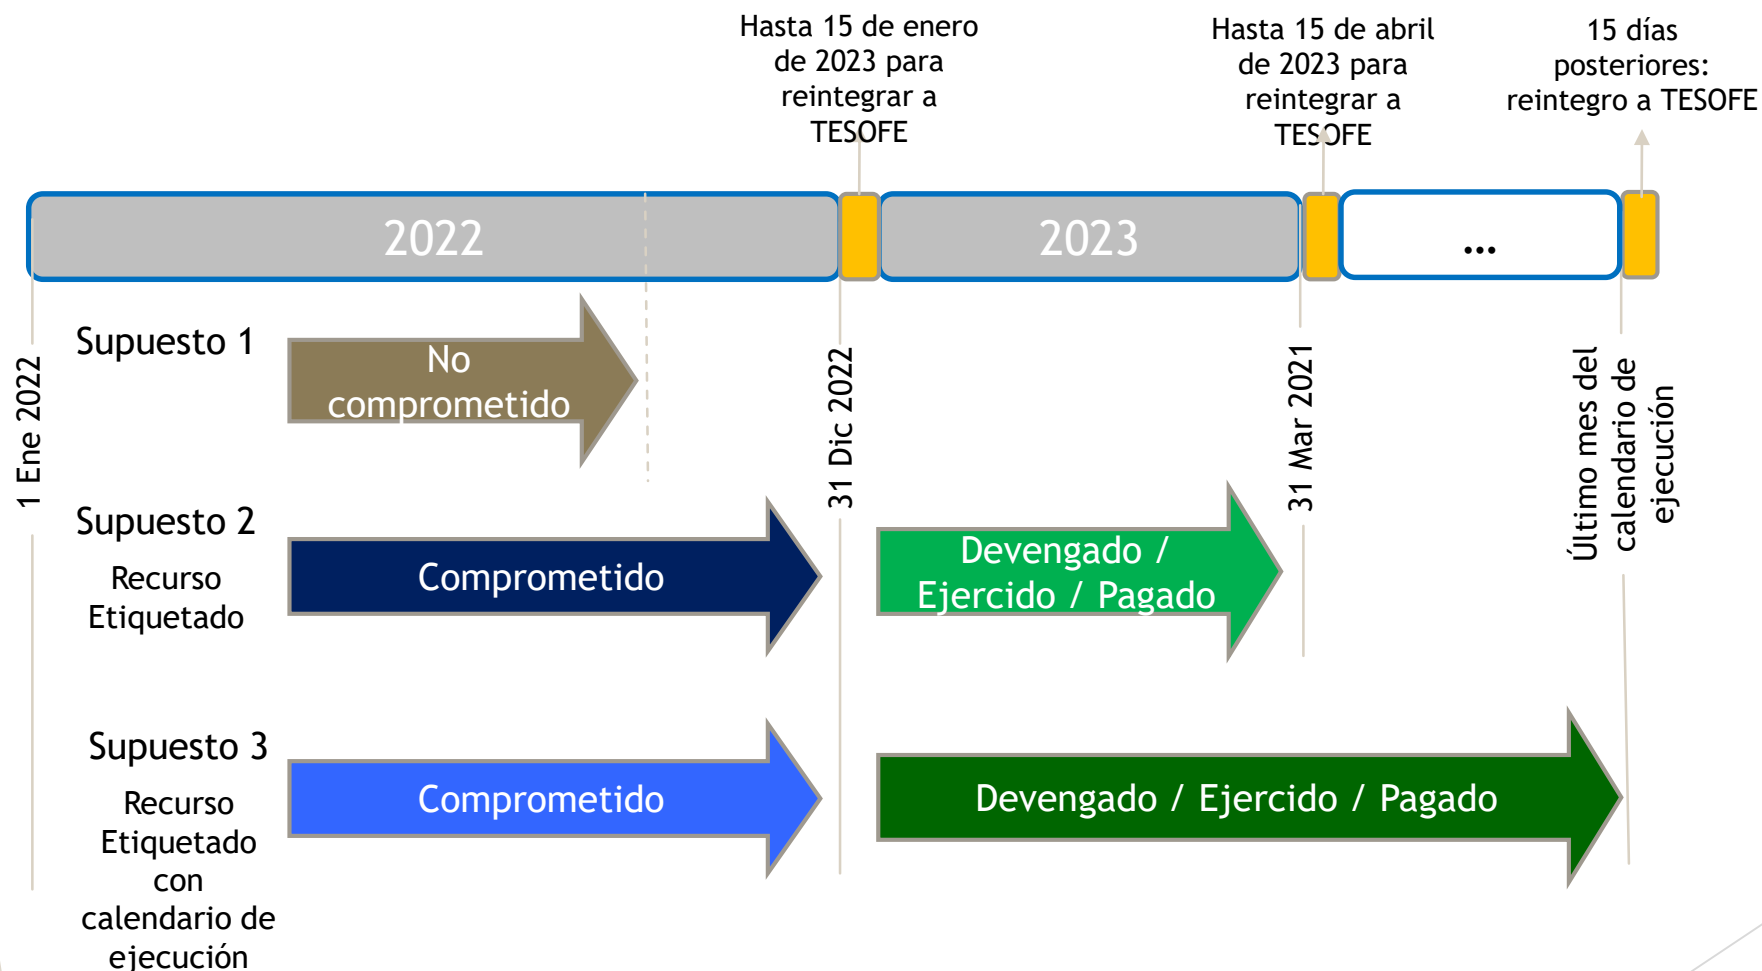 Hasta 15 de enero
de 2023 para
reintegrar a
TESOFE
Hasta 15 de abril
de 2023 para
reintegrar a
TESOFE
15 días
posteriores:
reintegro a TESOFE
2022
2023
...
1 Ene 2022
31 Dic 2022
31 Mar 2021
Último mes del
calendario de
ejecución
Supuesto 1
No
comprometido
Supuesto 2
Recurso
Etiquetado
Comprometido
Devengado /
Ejercido / Pagado
Supuesto 3
Recurso
Etiquetado
con
calendario de
ejecución
Comprometido
Devengado / Ejercido / Pagado